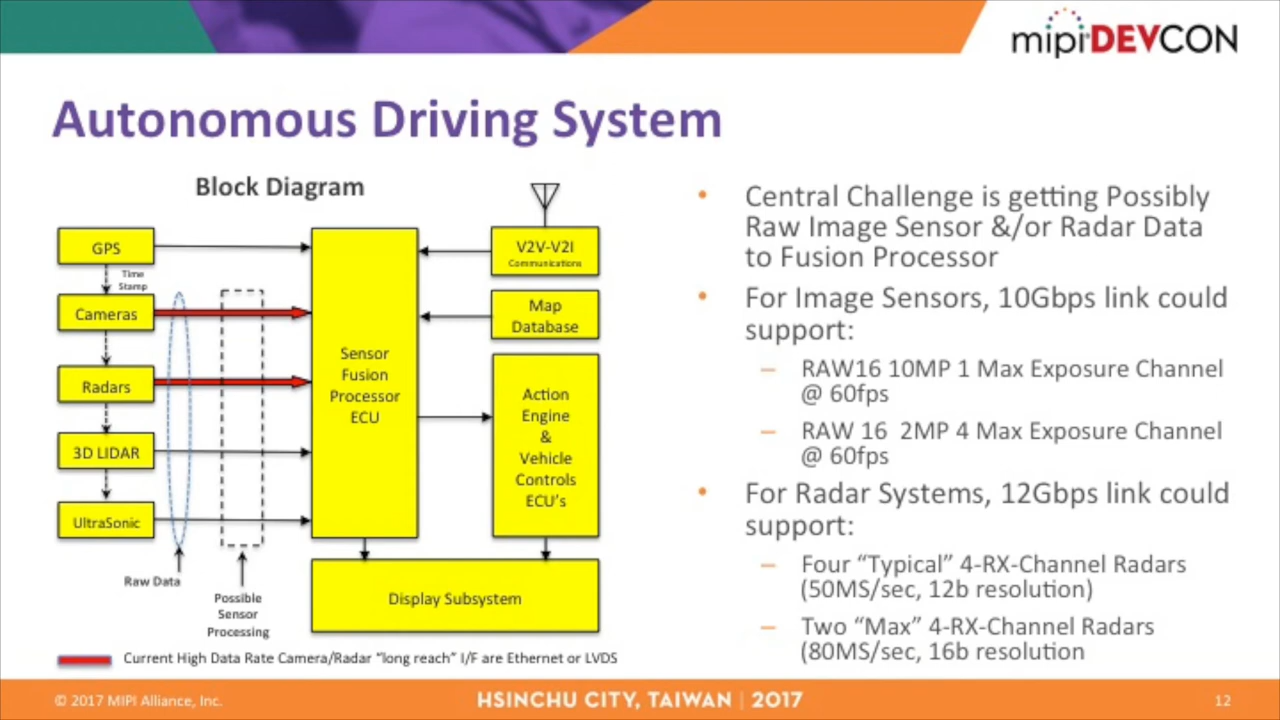 mipi DEVCON
Autonomous Driving System
Block Diagram
GPS
Time
Stamp
Cameras
Radars
3D LIDAR
UltraSonic
Raw Data
Possible
Sensor
Processing
Sensor
Fusion
Processor
ECU
V2V-V2I
Communications
Map
Database
Action
Engine
&
Vehicle
Controls
ECU's
Display Subsystem
Current High Data Rate Camera/Radar “long reach” I/F are Ethernet or LVDS
• Central Challenge is getting Possibly
Raw Image Sensor &/or Radar Data
to Fusion Processor
• For Image Sensors, 10Gbps link could
support:
– RAW16 10MP 1 Max Exposure Channel
@ 60fps
– RAW 16 2MP 4 Max Exposure Channel
@ 60fps
• For Radar Systems, 12Gbps link could
support:
– Four “Typical” 4-RX-Channel Radars
(50MS/sec, 12b resolution)
– Two “Max” 4-RX-Channel Radars
(80MS/sec, 16b resolution
© 2017 MIPI Alliance, Inc.
HSINCHU CITY, TAIWAN | 2017
12